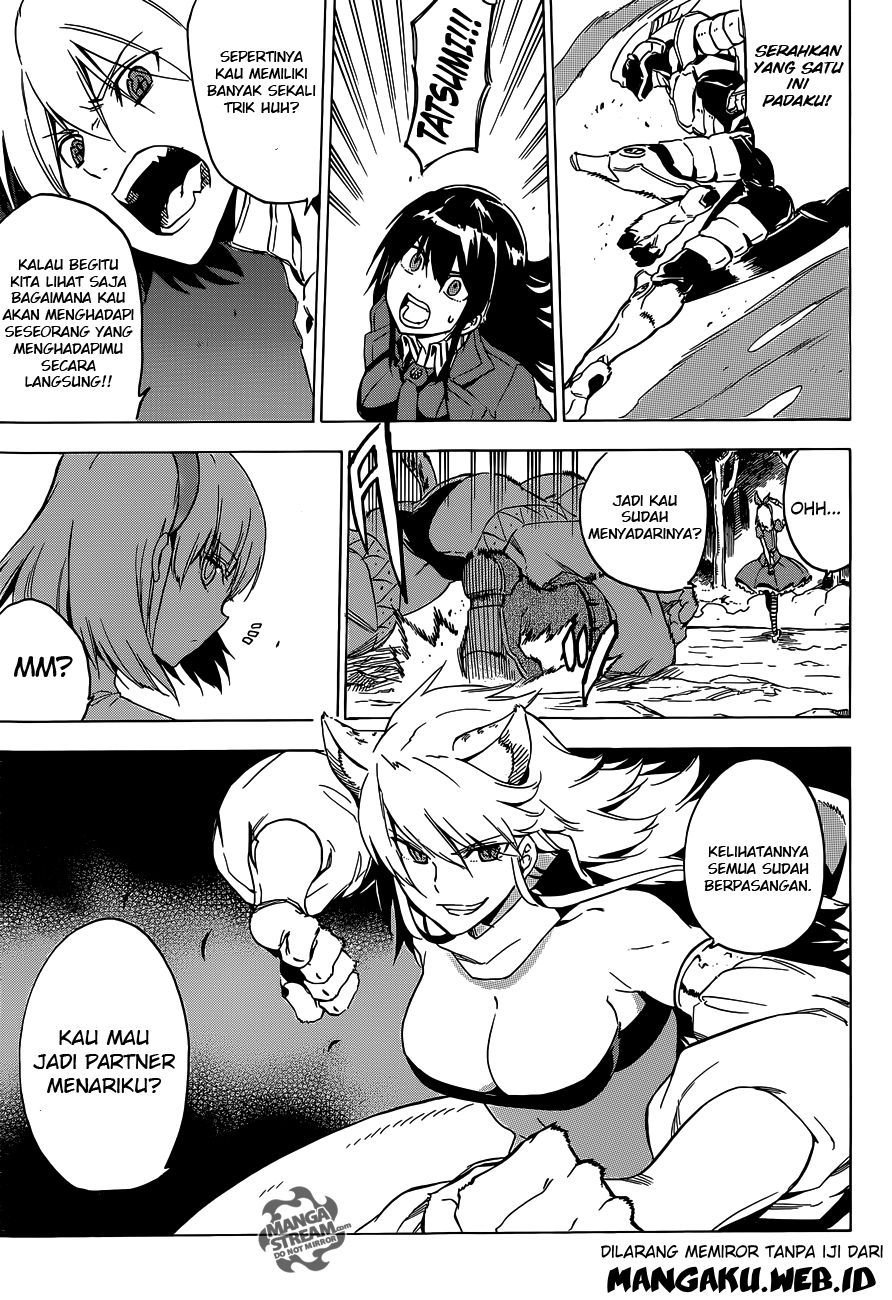 SERAHKAN
YANG SATU
INI
PADAKU!
TATSUMI!!!
SEPERTINYA
KAU MEMILIKI
BANYAK SEKALI
TRIK HUH?
KALAU BEGITU
KITA LIHAT SAJA
BAGAIMANA KAU
AKAN MENGHADAPI
SESEORANG YANG
MENGHADAPIMU
SECARA
LANGSUNG!!
OHH...
JADI KAU
SUDAH
MENYADARINYA?
MM?
KELIHATANNYA
SEMUA SUDAH
BERPASANGAN.
KAU MAU
JADI PARTNER
MENARIKU?
MANGA
STREAM.com
DO NOT MIRROR
DILARANG MEMIROR TANPA IJI DARI
MANGAKU.WEB.ID